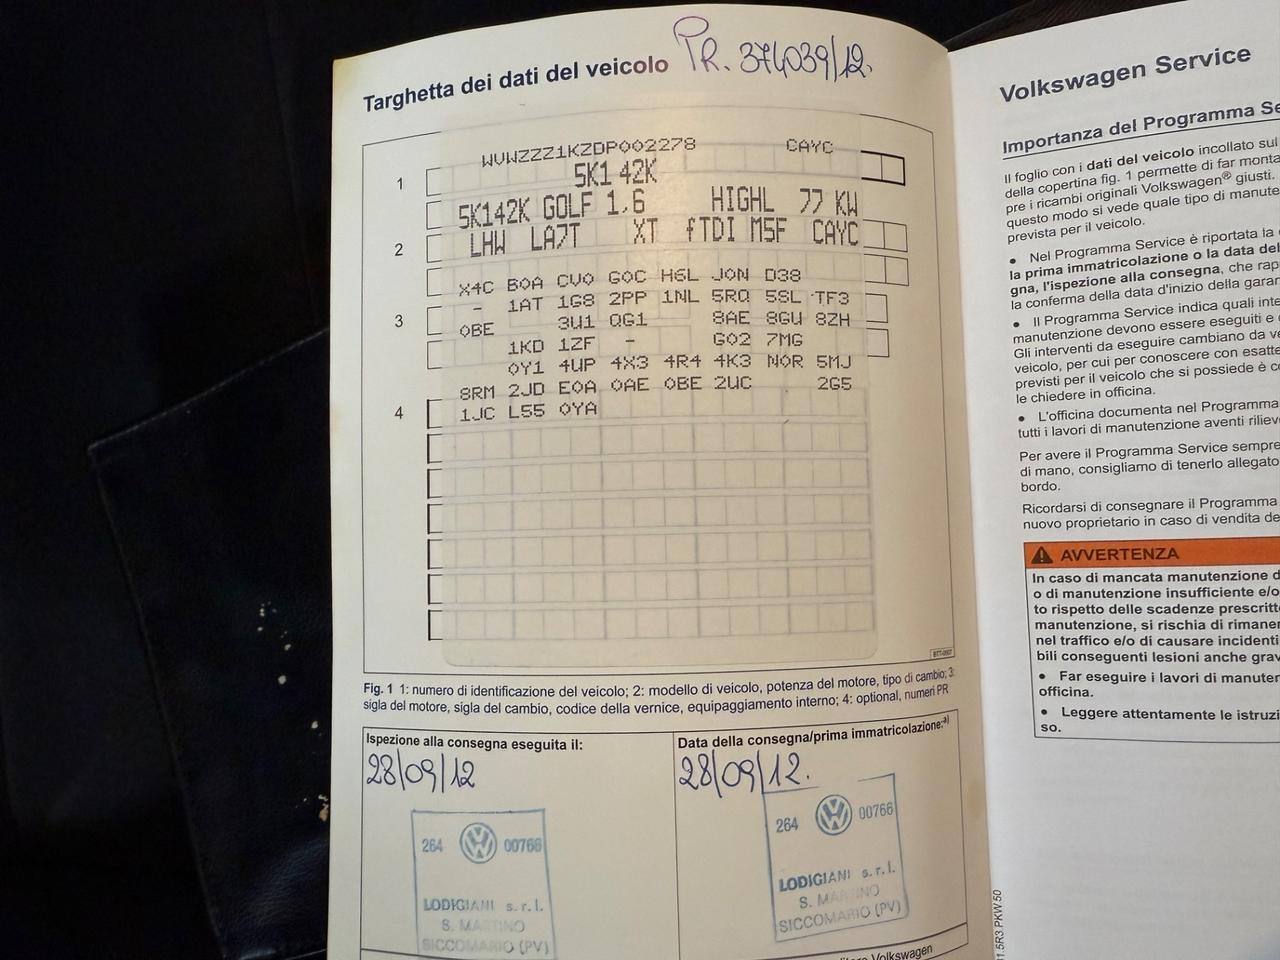 Targhetta dei dati del veicolo PR. 374039/12.
WVWZZZ1KZDP002278 CAYC
1 5K1 42K
5K142K GOLF 1,6 HIGHL 77 KW
2 LHW LA7T XT fTDI M5F CAYC
X4C B0A CV0 G0C H6L J0N D38
- 1AT 1G8 2PP 1NL 5RQ 5SL TF3
3 0BE 3U1 QG1 8AE 8GU 8ZH
1KD 1ZF - G02 7MG
0Y1 4UP 4X3 4R4 4K3 N0R 5MJ
8RM 2JD E0A 0AE 0BE 2UC 2G5
4 1JC L55 0YA
Fig. 1 1: numero di identificazione del veicolo; 2: modello di veicolo, potenza del motore, tipo di cambio; 3:
sigla del motore, sigla del cambio, codice della vernice, equipaggiamento interno; 4: optional, numeri PR
Ispezione alla consegna eseguita il:
28/09/12
264 00766
LODIGIANI s.r.l.
S. MARTINO
SICCOMARIO (PV)
Data della consegna/prima immatricolazione:a)
28/09/12.
264 00766
LODIGIANI s.r.l.
S. MARTINO
SICCOMARIO (PV)
Volkswagen
Volkswagen Service
Importanza del Programma Se
Il foglio con i dati del veicolo incollato sul
della copertina fig. 1 permette di far monta
pre i ricambi originali Volkswagen® giusti.
questo modo si vede quale tipo di manute
prevista per il veicolo.
• Nel Programma Service è riportata la
la prima immatricolazione o la data del
gna, l'ispezione alla consegna, che rap
la conferma della data d'inizio della garan
• Il Programma Service indica quali inte
manutenzione devono essere eseguiti e
Gli interventi da eseguire cambiano da ve
veicolo, per cui per conoscere con esatte
previsti per il veicolo che si possiede è c
le chiedere in officina.
• L'officina documenta nel Programma
tutti i lavori di manutenzione aventi riliev
Per avere il Programma Service sempre
di mano, consigliamo di tenerlo allegato
bordo.
Ricordarsi di consegnare il Programma
nuovo proprietario in caso di vendita de
AVVERTENZA
In caso di mancata manutenzione d
o di manutenzione insufficiente e/o
to rispetto delle scadenze prescritt
manutenzione, si rischia di rimaner
nel traffico e/o di causare incidenti
bili conseguenti lesioni anche grav
• Far eseguire i lavori di manuten
officina.
• Leggere attentamente le istruzi
so.
1.5R3.PKW.50